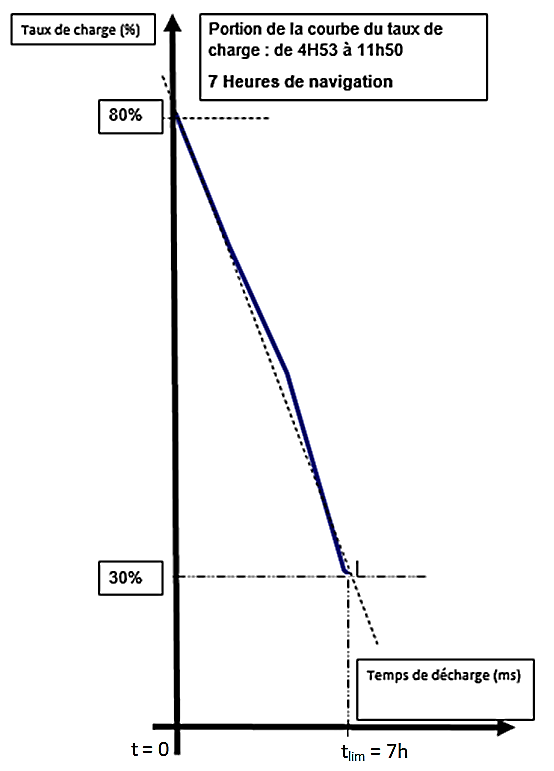 Taux de charge (%)
Portion de la courbe du taux de
charge : de 4H53 à 11h50
7 Heures de navigation
80%
30%
L
Temps de décharge (ms)
t = 0
tlim = 7h